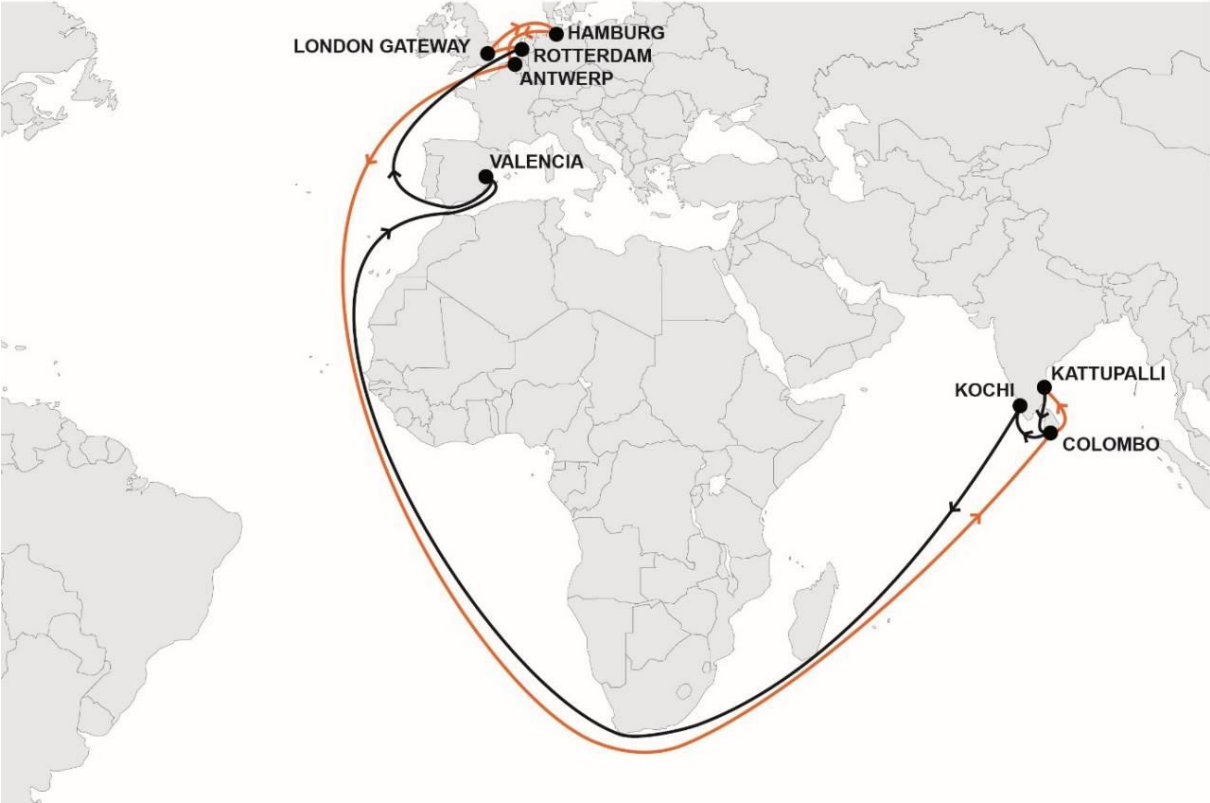 HAMBURG
LONDON GATEWAY
ROTTERDAM
ANTWERP
VALENCIA
KATTUPALLI
KOCHI
COLOMBO